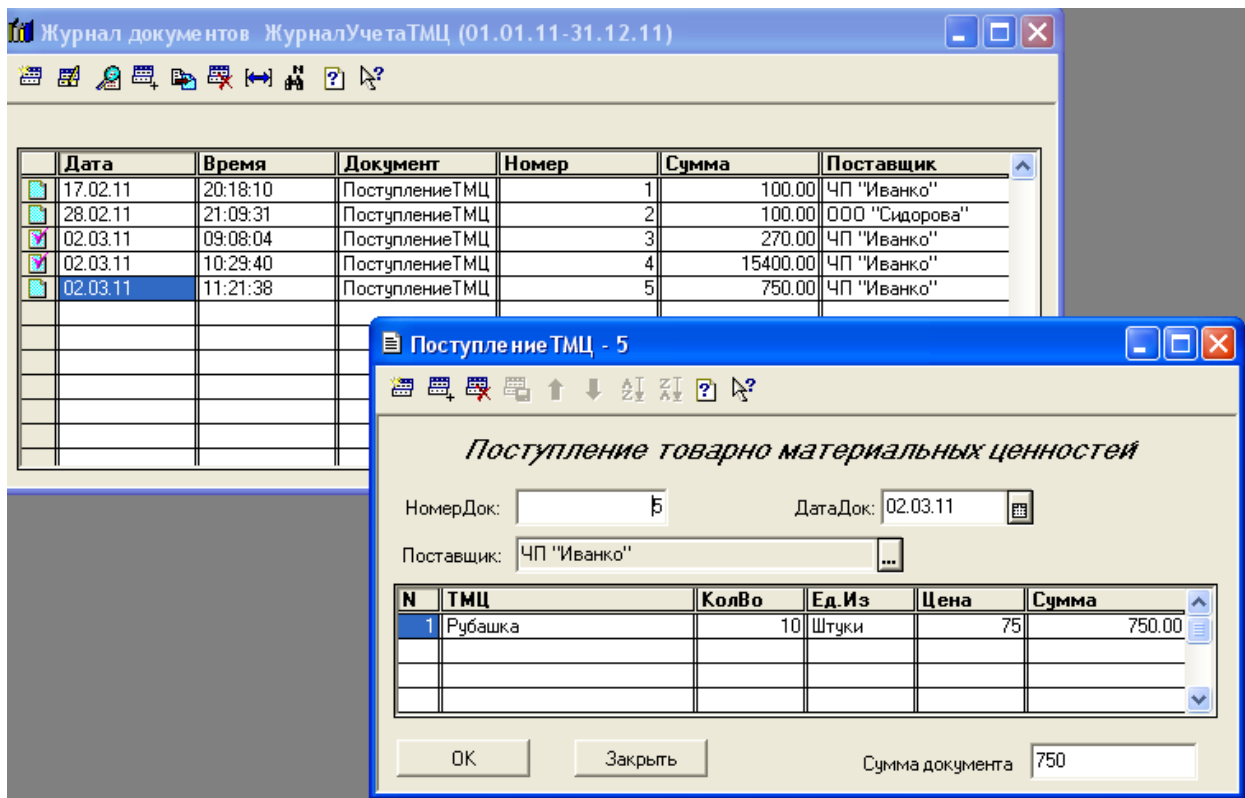 Журнал документов ЖурналУчетаТМЦ (01.01.11-31.12.11)
Дата Время Документ Номер Сумма Поставщик
17.02.11 20:18:10 ПоступлениеТМЦ 1 100.00 ЧП "Иванко"
28.02.11 21:09:31 ПоступлениеТМЦ 2 100.00 ООО "Сидорова"
02.03.11 09:08:04 ПоступлениеТМЦ 3 270.00 ЧП "Иванко"
02.03.11 10:29:40 ПоступлениеТМЦ 4 15400.00 ЧП "Иванко"
02.03.11 11:21:38 ПоступлениеТМЦ 5 750.00 ЧП "Иванко"
ПоступлениеТМЦ - 5
Поступление товарно материальных ценностей
НомерДок: 5 ДатаДок: 02.03.11
Поставщик: ЧП "Иванко" ...
N ТМЦ КолВо Ед.Из Цена Сумма
1 Рубашка 10 Штуки 75 750.00
OK Закрыть Сумма документа 750